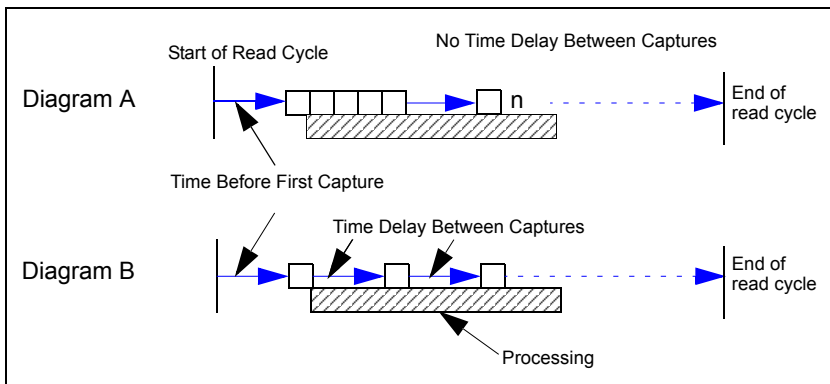 No Time Delay Between Captures
Start of Read Cycle
Diagram A
n
End of
read cycle
Time Before First Capture
Time Delay Between Captures
Diagram B
End of
read cycle
Processing